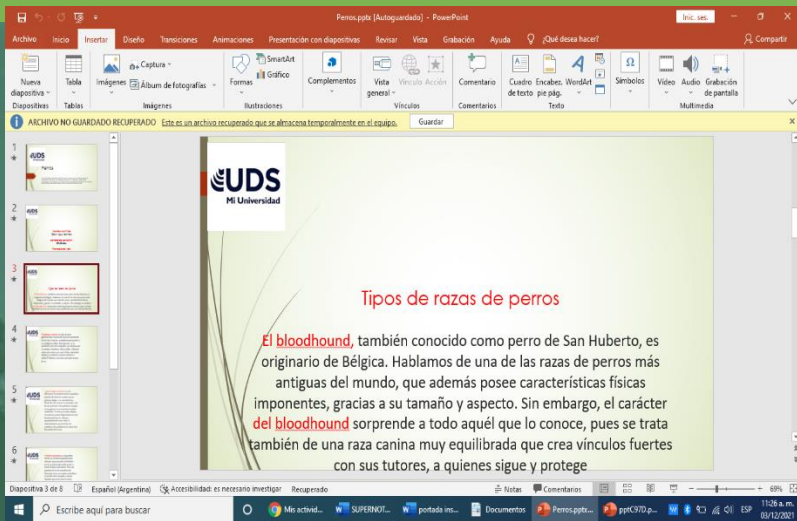 Perros.pptx [Autoguardado] - PowerPoint
Inic. ses.
Archivo Inicio Insertar Diseño Transiciones Animaciones Presentación con diapositivas Revisar Vista Grabación Ayuda ¿Qué desea hacer? Compartir
Nueva diapositiva
Tabla
Imágenes
Captura
Álbum de fotografías
Formas
SmartArt
Gráfico
Complementos
Vista general
Vínculo
Acción
Comentario
Cuadro de texto
Encabez. pie pág.
WordArt
Símbolos
Vídeo
Audio
Grabación de pantalla
Diapositivas Tablas Imágenes Ilustraciones Vínculos Comentarios Texto Multimedia
ARCHIVO NO GUARDADO RECUPERADO Este es un archivo recuperado que se almacena temporalmente en el equipo. Guardar
1
2
3
4
5
6
UDS
Mi Universidad
Tipos de razas de perros
El bloodhound, también conocido como perro de San Huberto, es
originario de Bélgica. Hablamos de una de las razas de perros más
antiguas del mundo, que además posee características físicas
imponentes, gracias a su tamaño y aspecto. Sin embargo, el carácter
del bloodhound sorprende a todo aquél que lo conoce, pues se trata
también de una raza canina muy equilibrada que crea vínculos fuertes
con sus tutores, a quienes sigue y protege
Diapositiva 3 de 8 Español (Argentina) Accesibilidad: es necesario investigar Recuperado Notas Comentarios 69%
Escribe aquí para buscar
Mis activid... SUPERNOT... portada ins... Documentos Perros.pptx... pptC97D.p... ESP
11:26 a. m.
03/12/2021